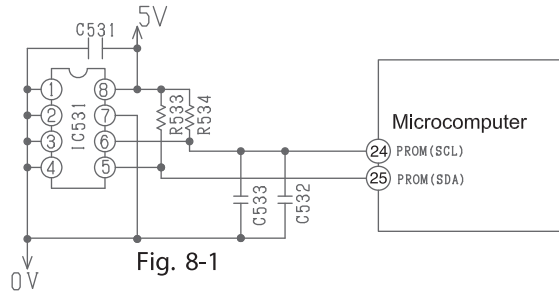 5V
C531
1 8
2 7
3 6
4 5
IC531
R533
R534
Microcomputer
24 PROM(SCL)
25 PROM(SDA)
C533
C532
0V
Fig. 8-1